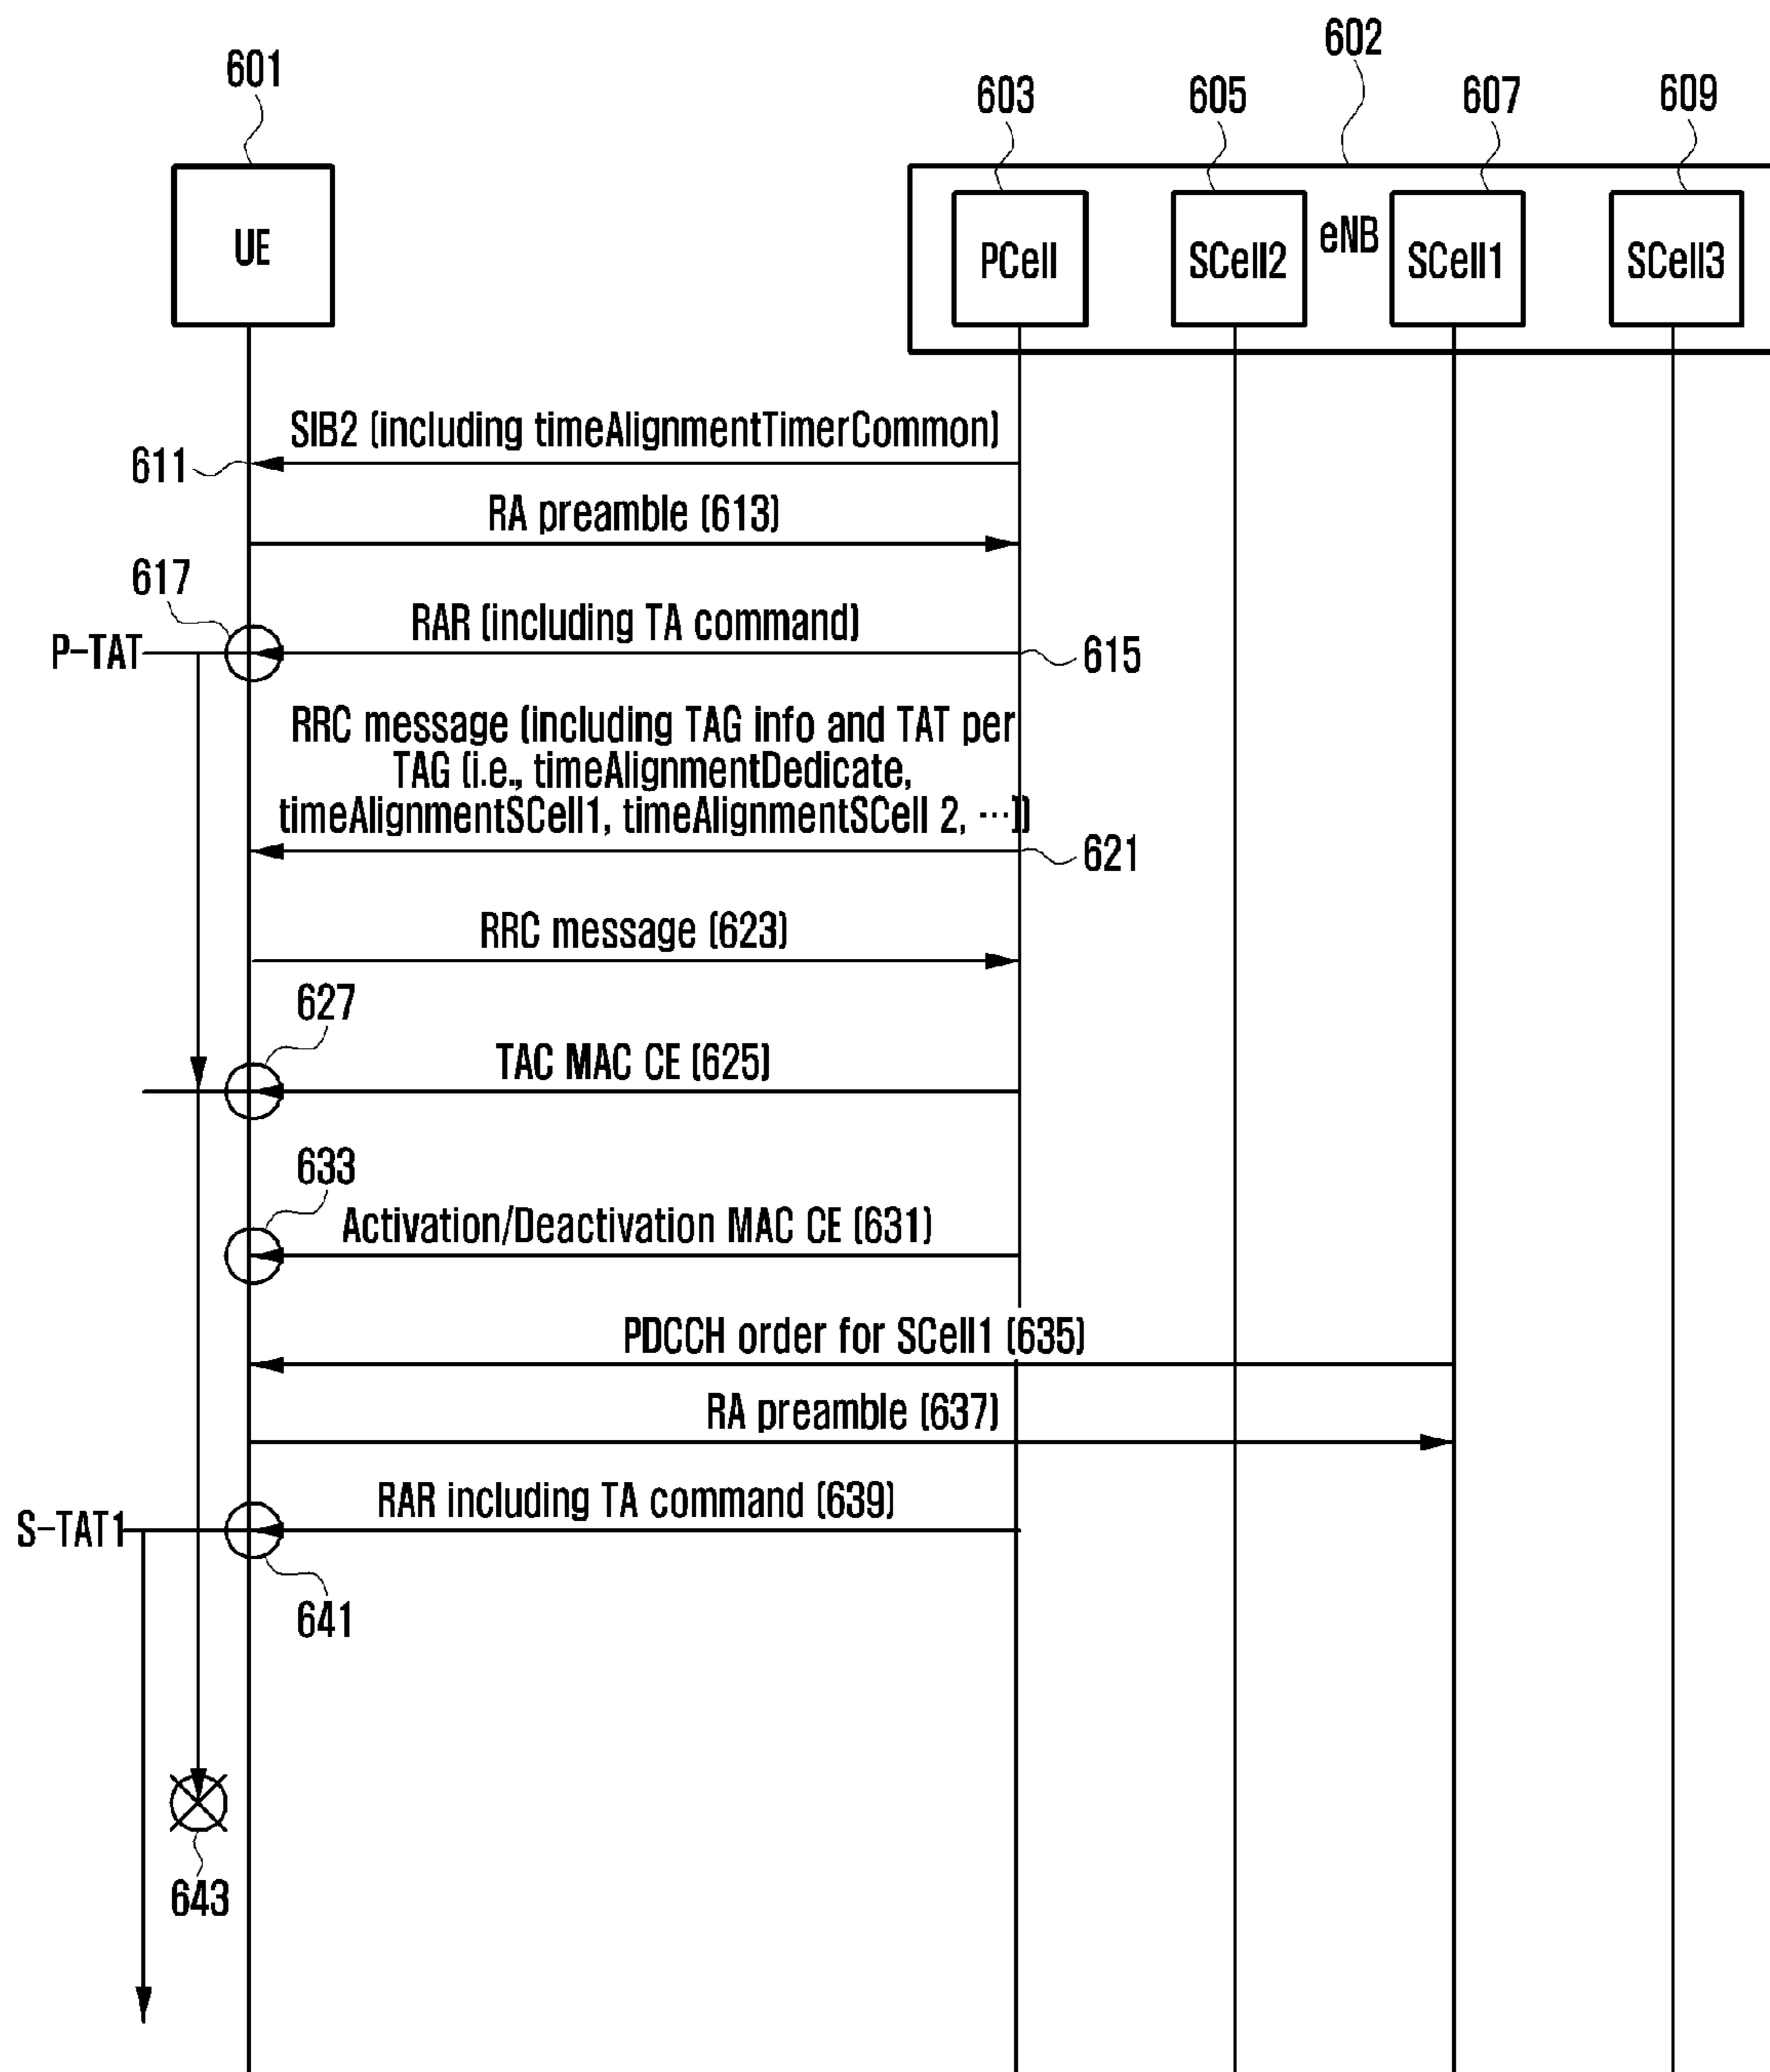 602
601
603
605
607
609
UE
PCell
SCell2
eNB
SCell1
SCell3
SIB2 (including timeAlignmentTimerCommon)
611
RA preamble (613)
617
RAR (including TA command)
P-TAT
615
RRC message (including TAG info and TAT per
TAG (i.e., timeAlignmentDedicate,
timeAlignmentSCell1, timeAlignmentSCell 2, ···))
621
RRC message (623)
627
TAC MAC CE (625)
633
Activation/Deactivation MAC CE (631)
PDCCH order for SCell1 (635)
RA preamble (637)
RAR including TA command (639)
S-TAT1
641
643